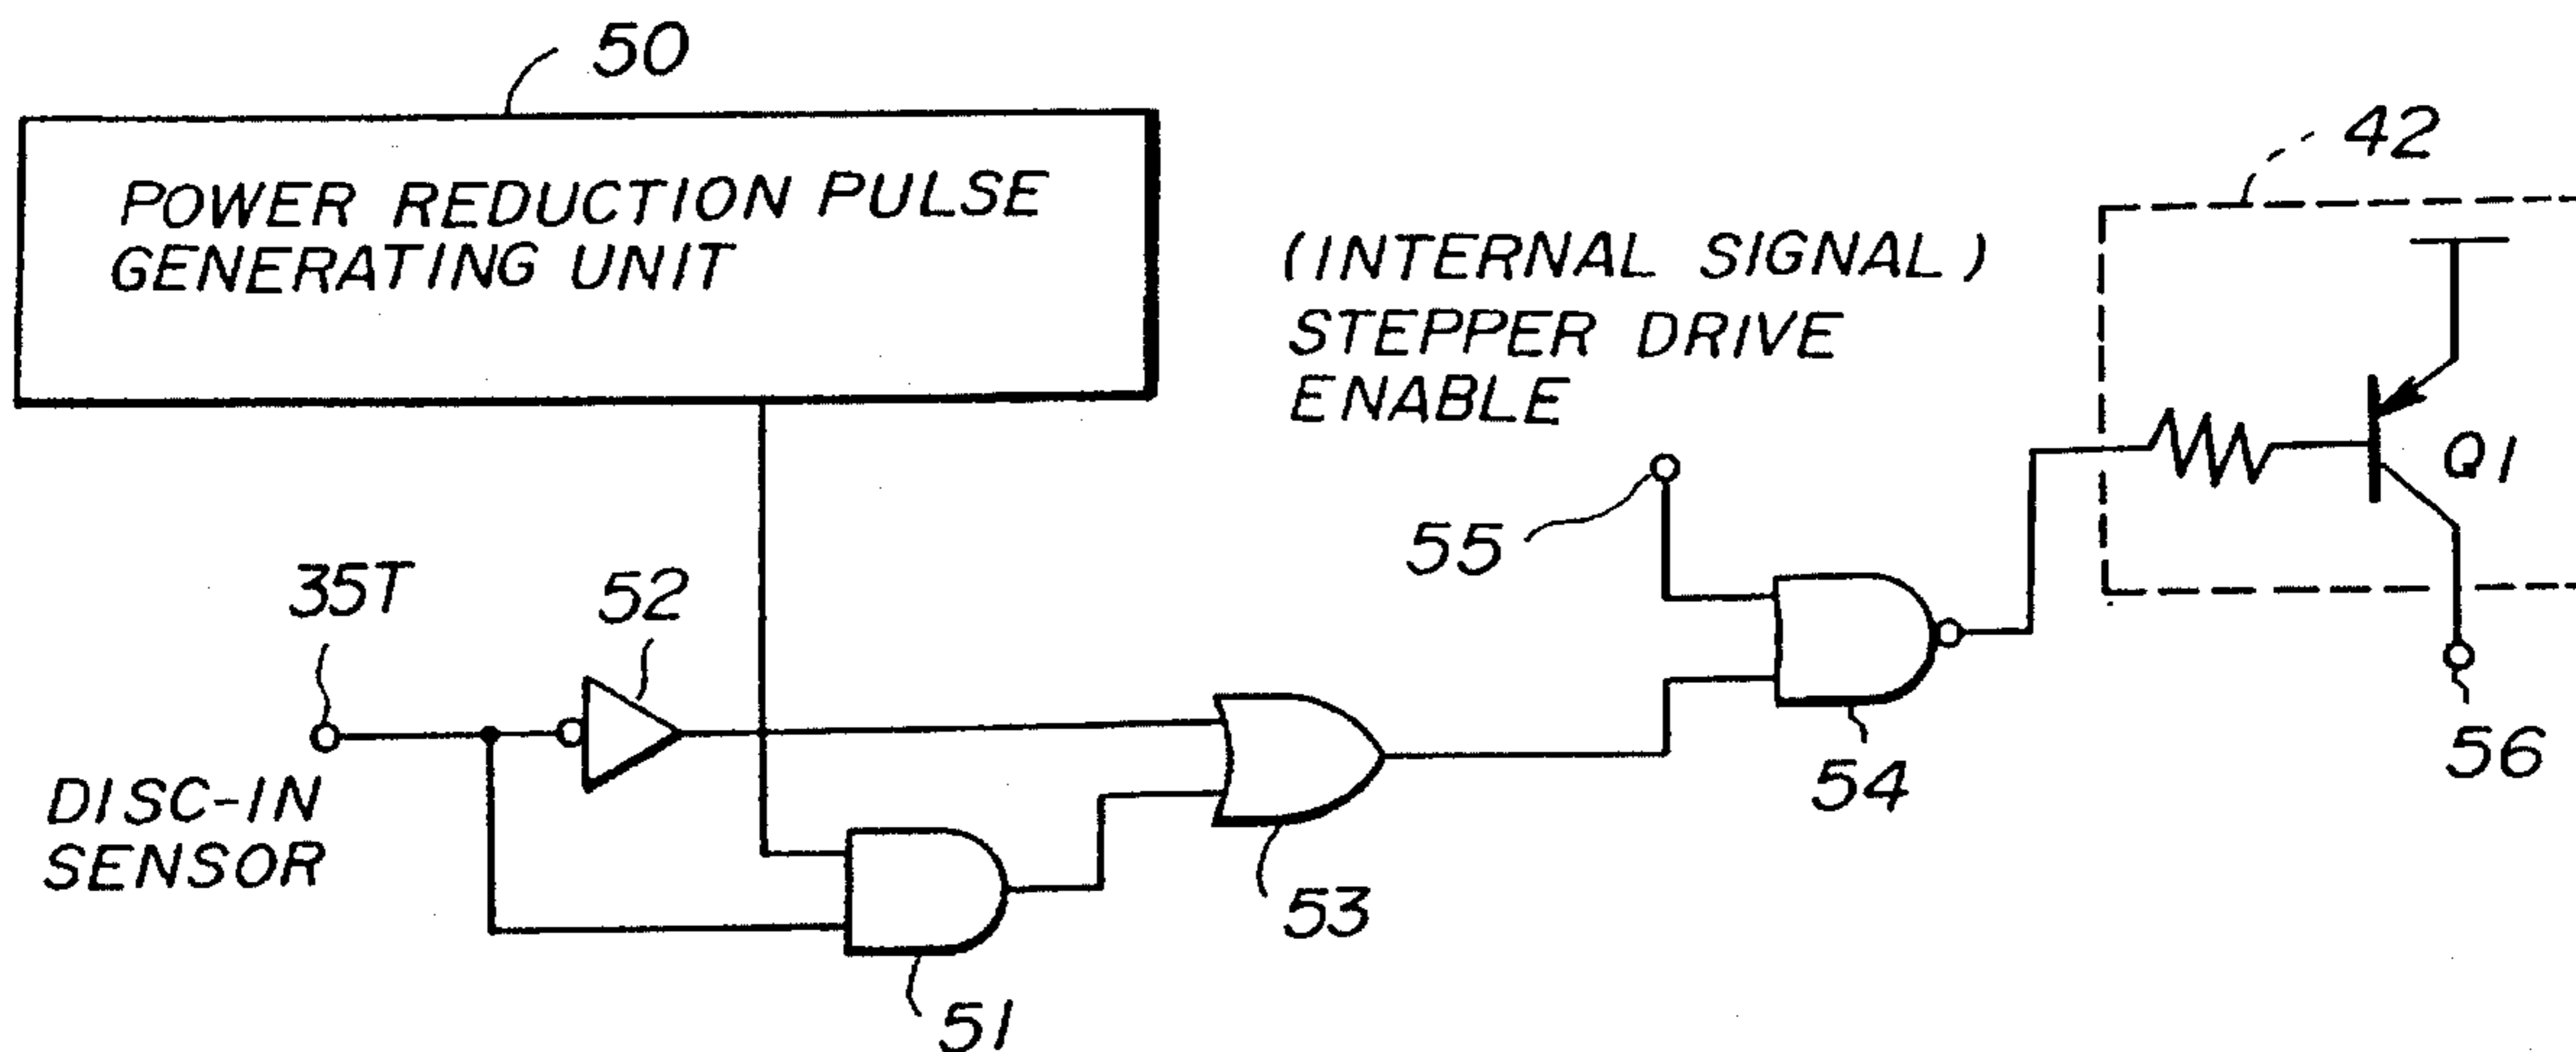 50
POWER REDUCTION PULSE
GENERATING UNIT
42
(INTERNAL SIGNAL)
STEPPER DRIVE
ENABLE
Q1
55
35T
52
DISC-IN
SENSOR
56
54
53
51